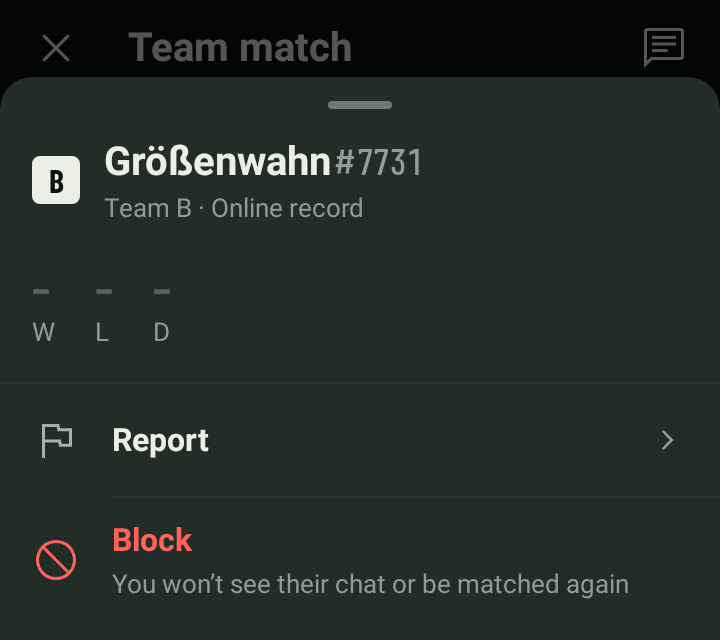 Team match
B
Größenwahn#7731
Team B · Online record
– – –
W L D
Report
Block
You won’t see their chat or be matched again